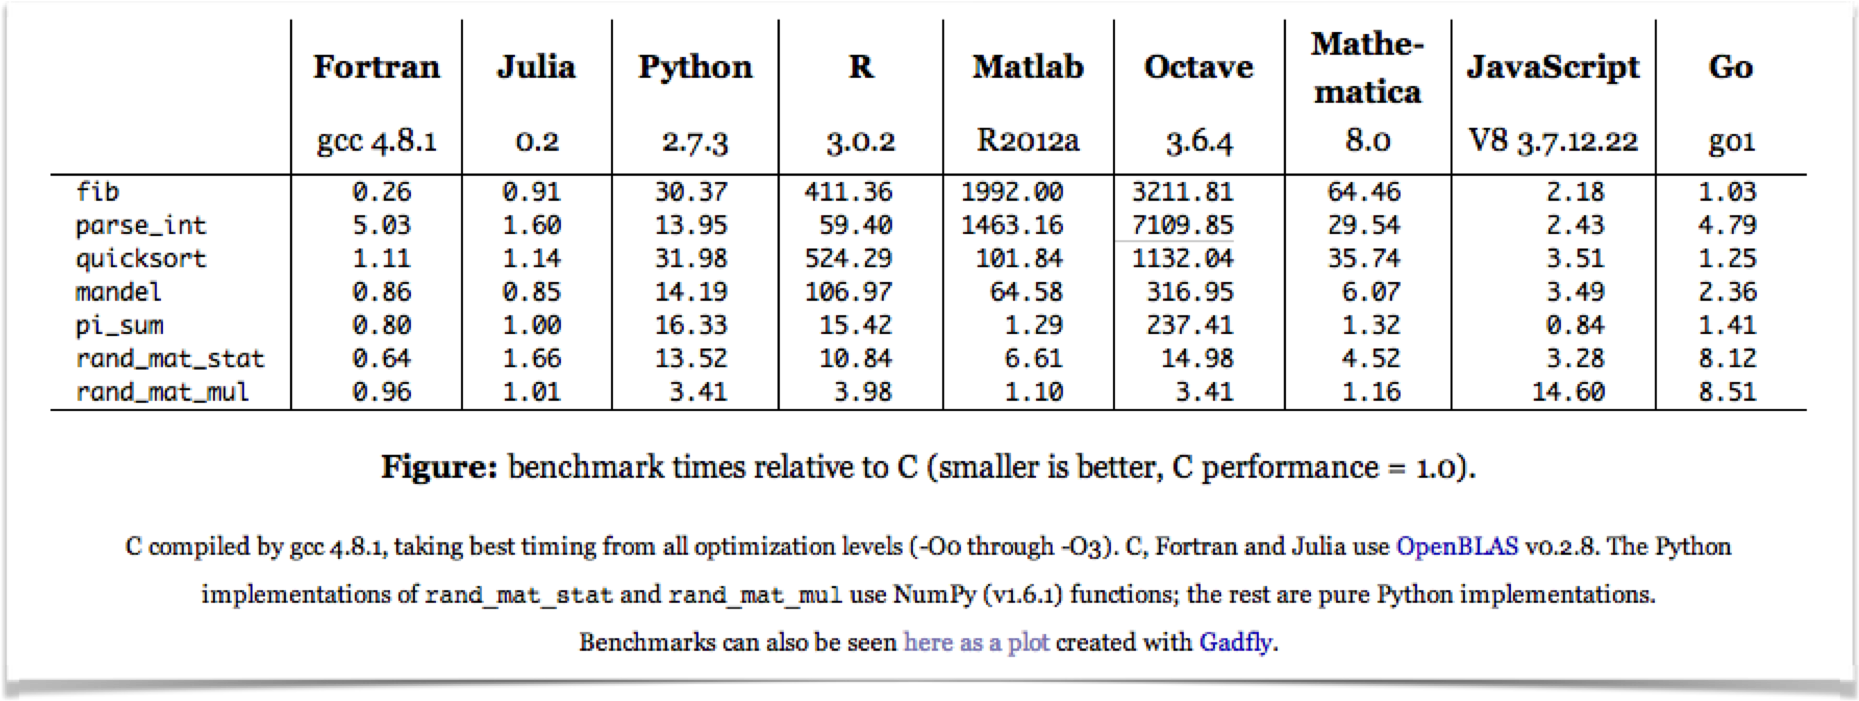 Fortran Julia Python R Matlab Octave Mathe-matica JavaScript Go
gcc 4.8.1 0.2 2.7.3 3.0.2 R2012a 3.6.4 8.0 V8 3.7.12.22 go1
fib 0.26 0.91 30.37 411.36 1992.00 3211.81 64.46 2.18 1.03
parse_int 5.03 1.60 13.95 59.40 1463.16 7109.85 29.54 2.43 4.79
quicksort 1.11 1.14 31.98 524.29 101.84 1132.04 35.74 3.51 1.25
mandel 0.86 0.85 14.19 106.97 64.58 316.95 6.07 3.49 2.36
pi_sum 0.80 1.00 16.33 15.42 1.29 237.41 1.32 0.84 1.41
rand_mat_stat 0.64 1.66 13.52 10.84 6.61 14.98 4.52 3.28 8.12
rand_mat_mul 0.96 1.01 3.41 3.98 1.10 3.41 1.16 14.60 8.51
Figure: benchmark times relative to C (smaller is better, C performance = 1.0).
C compiled by gcc 4.8.1, taking best timing from all optimization levels (-O0 through -O3). C, Fortran and Julia use OpenBLAS v0.2.8. The Python
implementations of rand_mat_stat and rand_mat_mul use NumPy (v1.6.1) functions; the rest are pure Python implementations.
Benchmarks can also be seen here as a plot created with Gadfly.